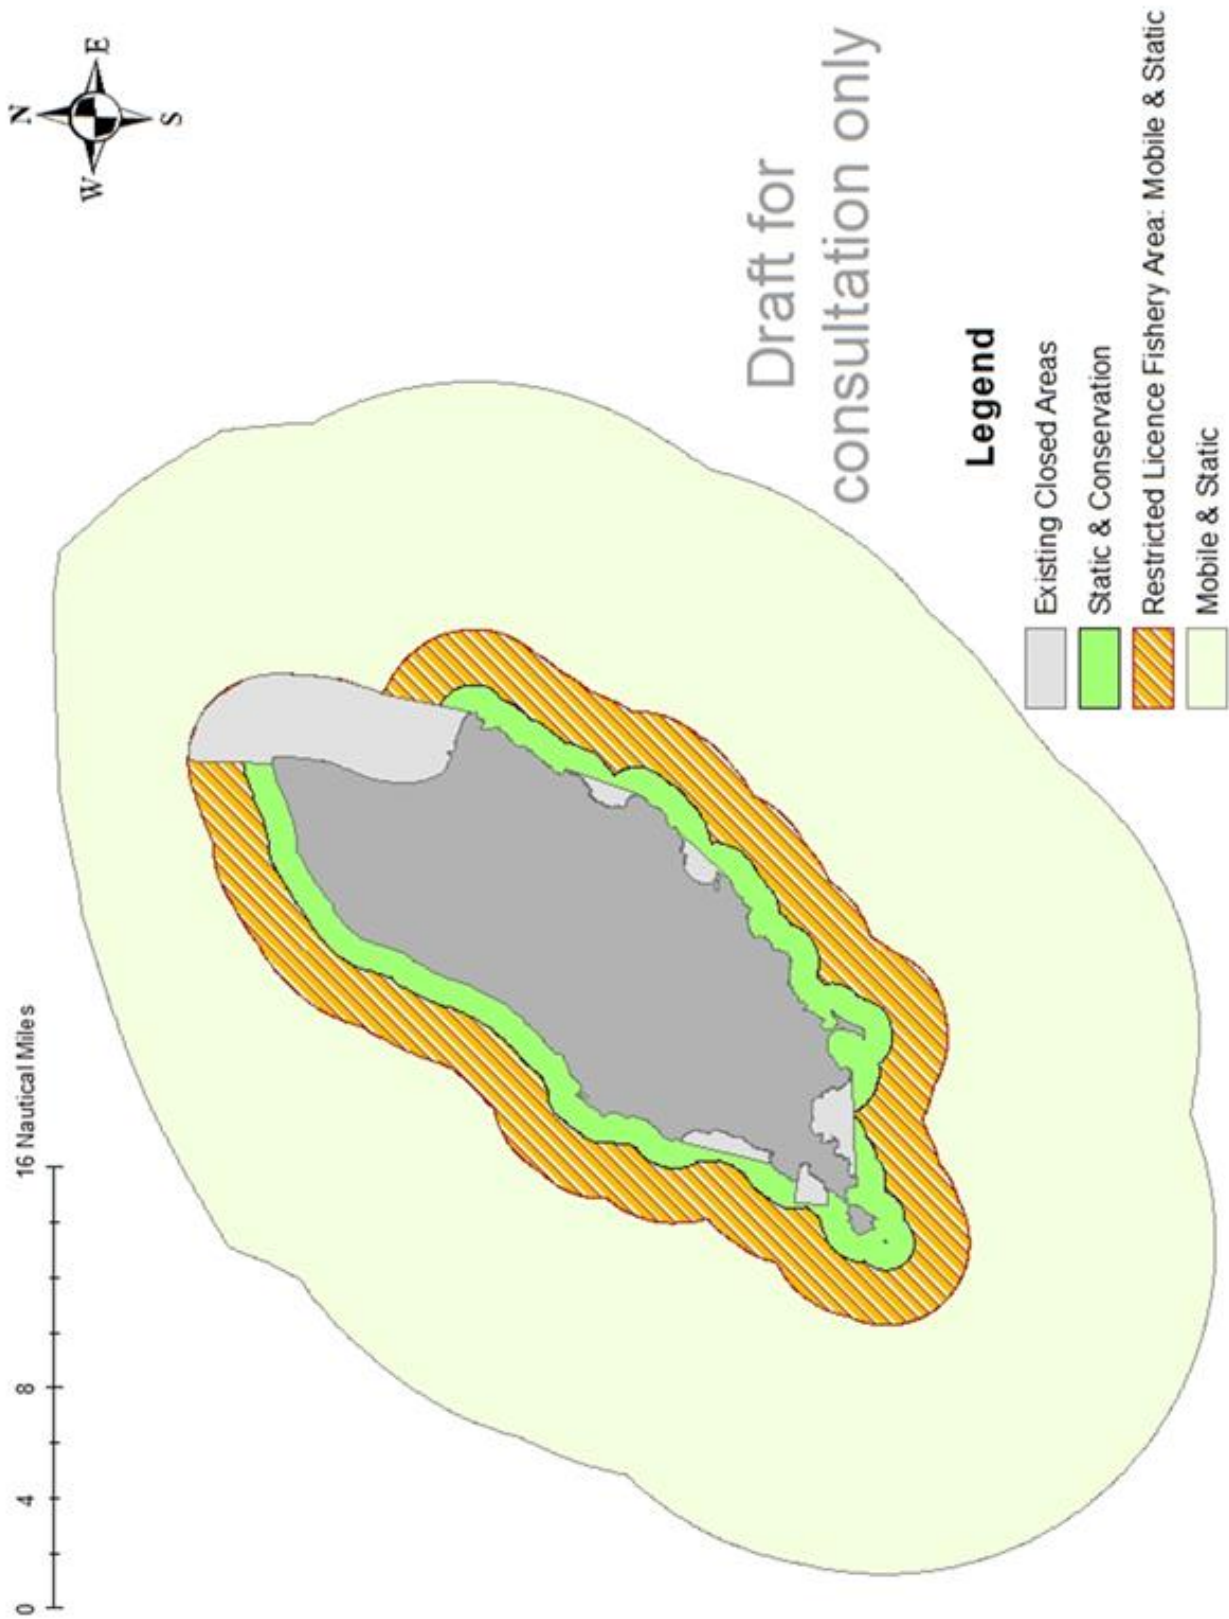 N
W E
S
0 4 8 16 Nautical Miles
Draft for
consultation only
Legend
Existing Closed Areas
Static & Conservation
Restricted Licence Fishery Area: Mobile & Static
Mobile & Static